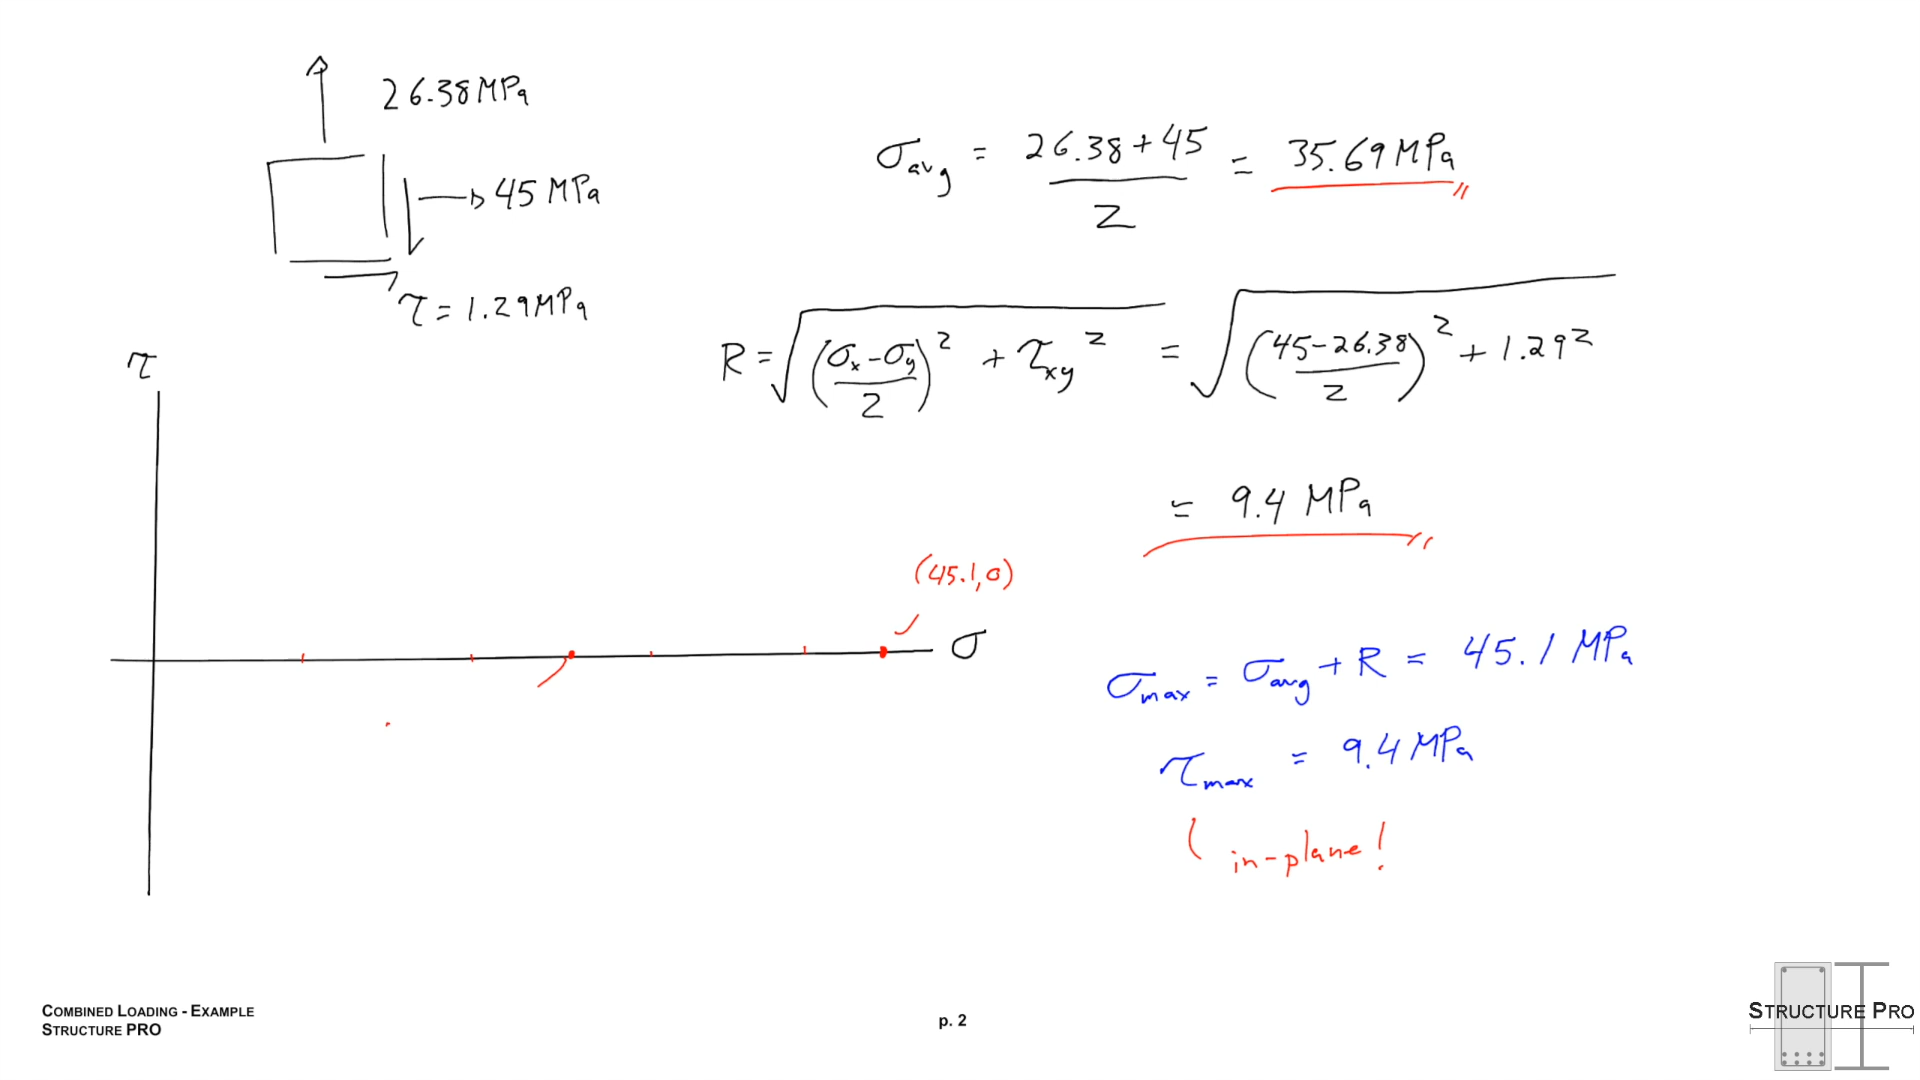 26.38 MPa
45 MPa
τ = 1.29 MPa
σavg = (26.38 + 45) / 2 = 35.69 MPa
R = √(((σx - σy) / 2)² + τxy²) = √(((45 - 26.38) / 2)² + 1.29²)
= 9.4 MPa
τ
(45.1, 0)
σ
σmax = σavg + R = 45.1 MPa
τmax = 9.4 MPa
in-plane!
COMBINED LOADING - EXAMPLE
STRUCTURE PRO
p. 2
STRUCTURE PRO